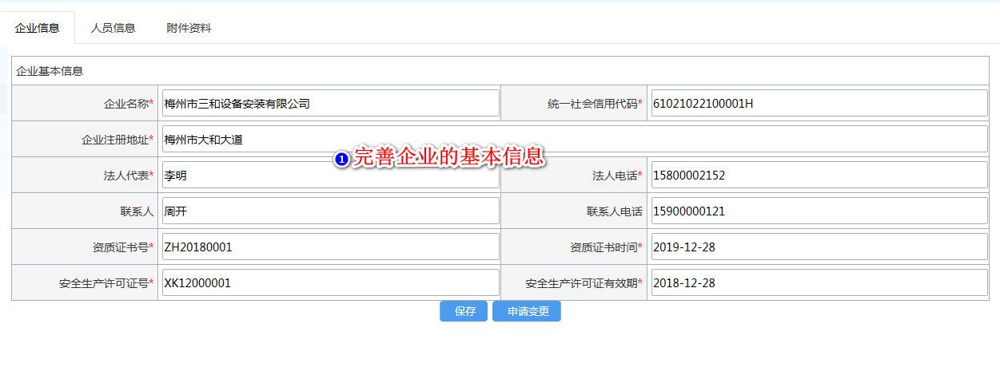 企业信息 人员信息 附件资料
企业基本信息
企业名称* 梅州市三和设备安装有限公司 统一社会信用代码* 61021022100001H
企业注册地址* 梅州市大和大道
1 完善企业的基本信息
法人代表* 李明 法人电话* 15800002152
联系人 周开 联系人电话 15900000121
资质证书号* ZH20180001 资质证书时间* 2019-12-28
安全生产许可证号* XK12000001 安全生产许可证有效期* 2018-12-28
保存 申请变更